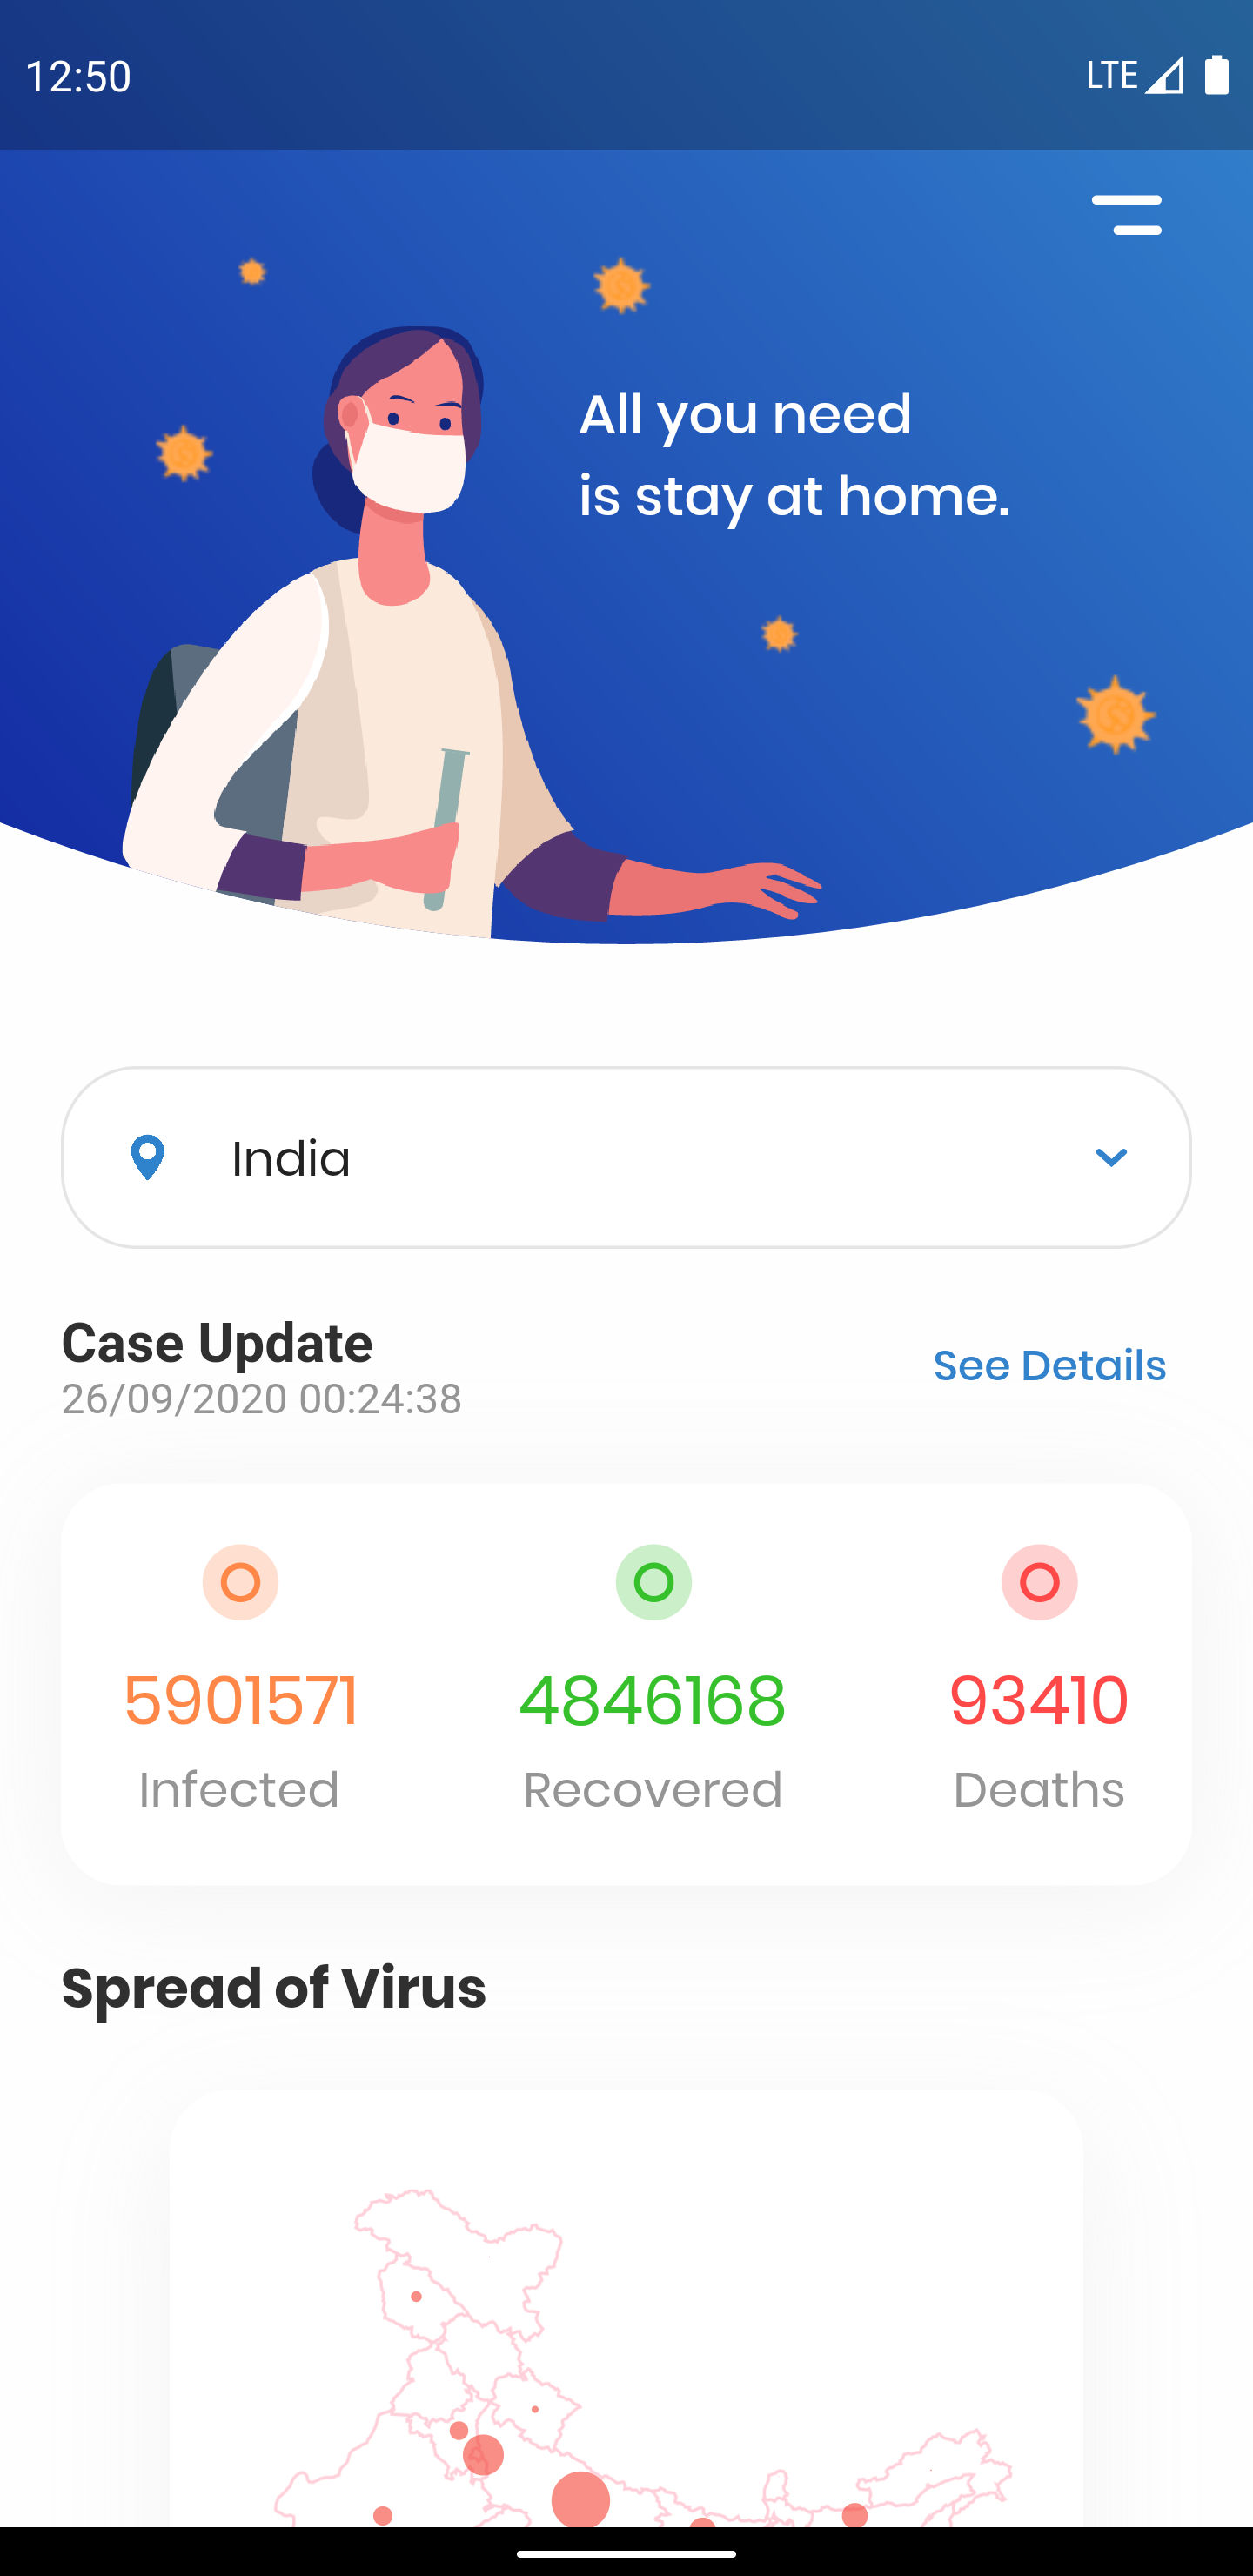 12:50
LTE
All you need
is stay at home.
India
Case Update
26/09/2020 00:24:38
See Details
5901571
4846168
93410
Infected
Recovered
Deaths
Spread of Virus